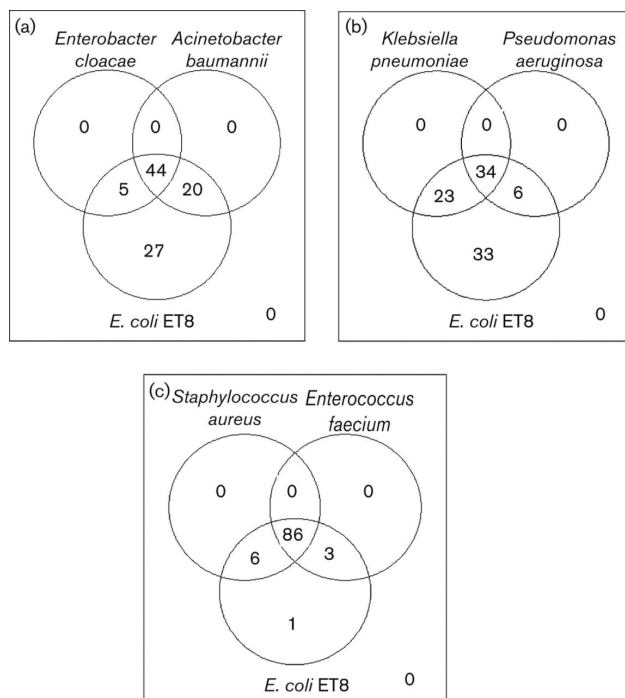 (a)
Enterobacter Acinetobacter
cloacae baumannii
0 0 0
44
5 20
27
E. coli ET8 0
(b)
Klebsiella Pseudomonas
pneumoniae aeruginosa
0 0 0
34
23 6
33
E. coli ET8 0
(c)
Staphylococcus Enterococcus
aureus faecium
0 0 0
86
6 3
1
E. coli ET8 0